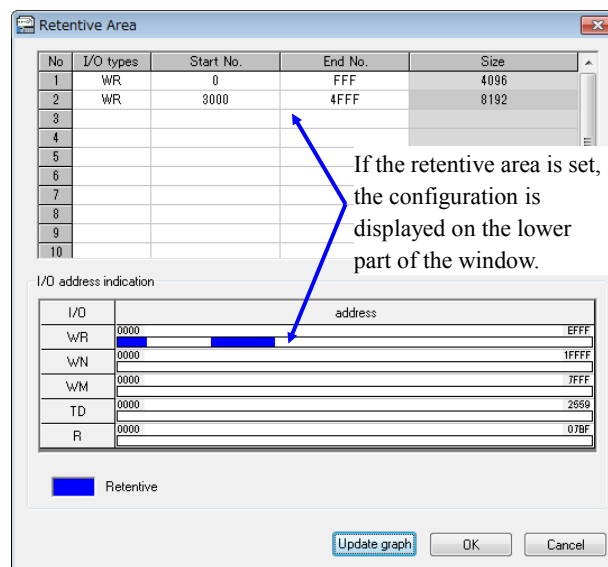 Retentive Area
No I/O types Start No. End No. Size
1 WR 0 FFF 4096
2 WR 3000 4FFF 8192
3
4
5
6
7
8
9
10
If the retentive area is set,
the configuration is
displayed on the lower
part of the window.
I/O address indication
I/O address
WR 0000 EFFF
WN 0000 1FFFF
WM 0000 7FFF
TD 0000 2559
R 0000 07BF
Retentive
Update graph OK Cancel